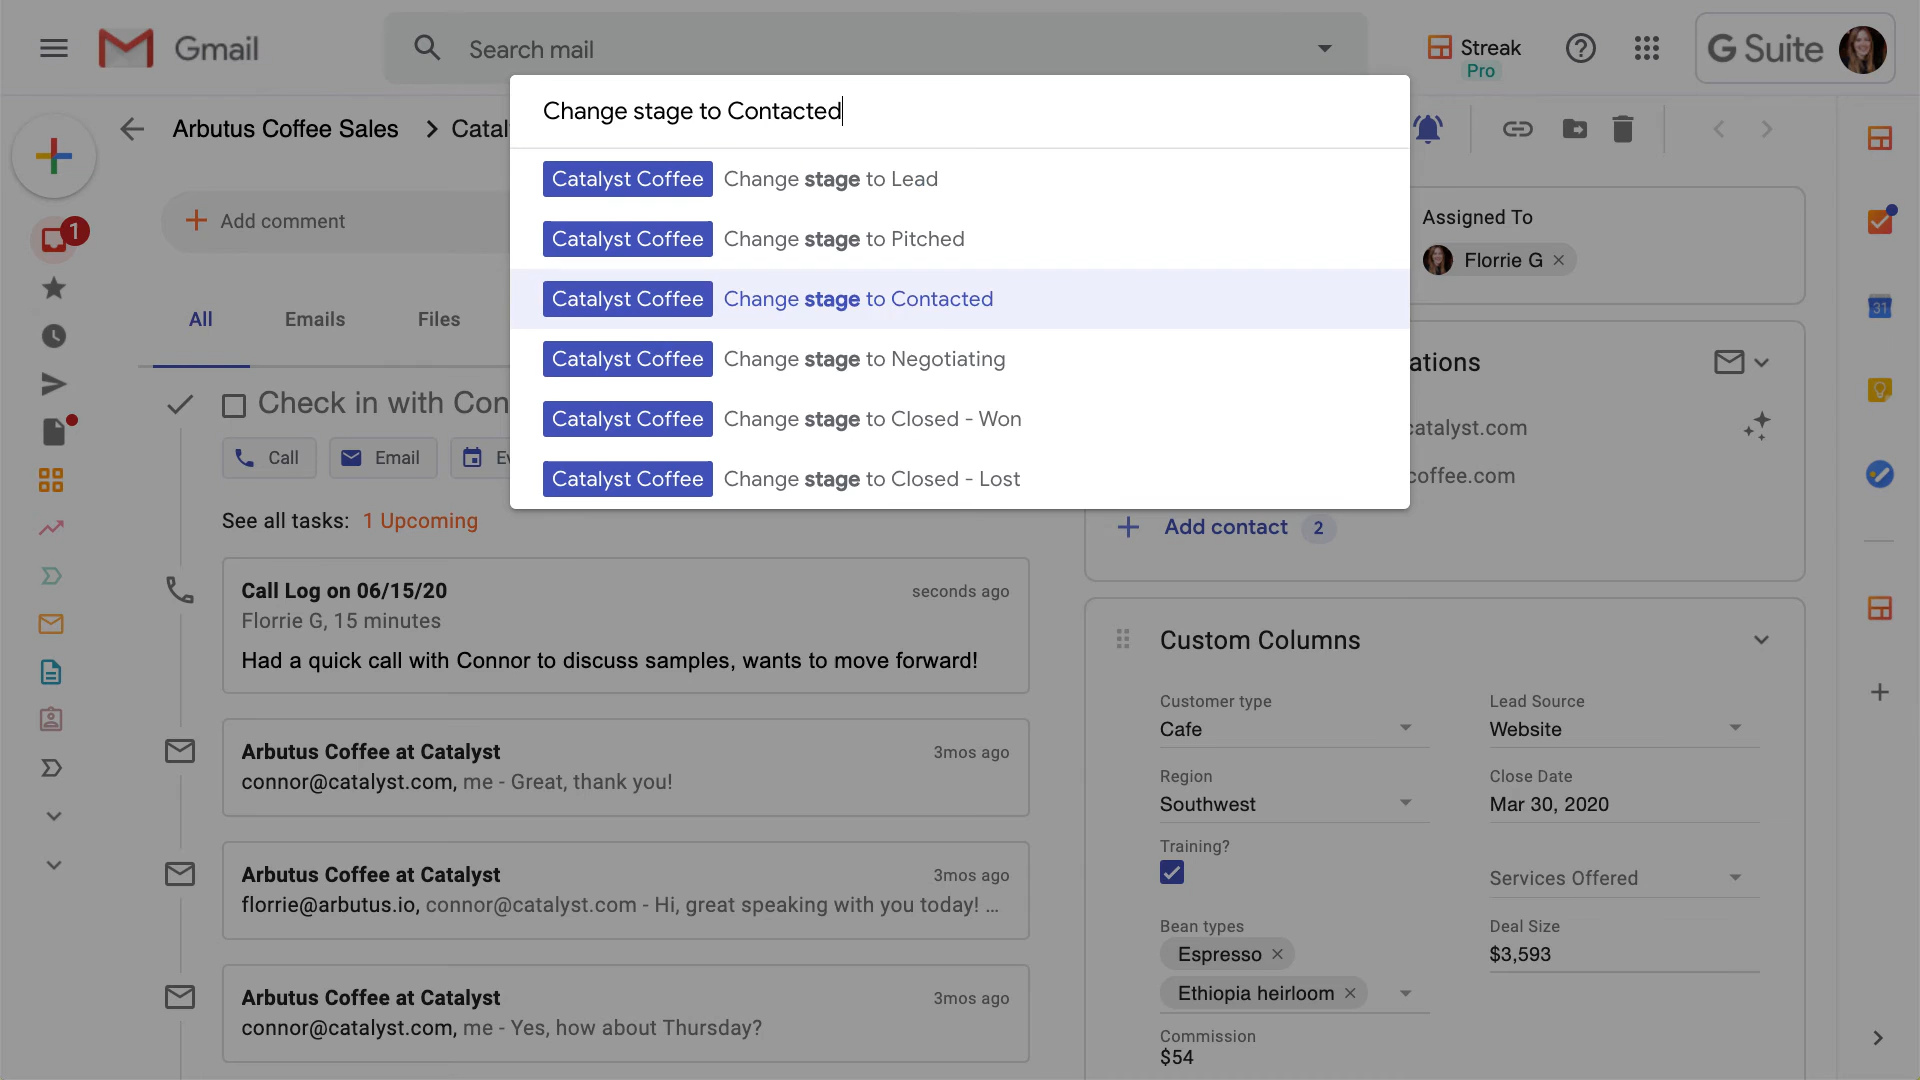 Gmail
Search mail
Streak
Pro
G Suite
Change stage to Contacted
Catalyst Coffee Change stage to Lead
Catalyst Coffee Change stage to Pitched
Catalyst Coffee Change stage to Contacted
Catalyst Coffee Change stage to Negotiating
Catalyst Coffee Change stage to Closed - Won
Catalyst Coffee Change stage to Closed - Lost
Arbutus Coffee Sales > Catal
1
Add comment
All Emails Files
Check in with Con
Call Email Ev
See all tasks: 1 Upcoming
Call Log on 06/15/20 seconds ago
Florrie G, 15 minutes
Had a quick call with Connor to discuss samples, wants to move forward!
Arbutus Coffee at Catalyst 3mos ago
connor@catalyst.com, me - Great, thank you!
Arbutus Coffee at Catalyst 3mos ago
florrie@arbutus.io, connor@catalyst.com - Hi, great speaking with you today! ...
Arbutus Coffee at Catalyst 3mos ago
connor@catalyst.com, me - Yes, how about Thursday?
Assigned To
Florrie G
ations
catalyst.com
coffee.com
Add contact 2
Custom Columns
Customer type
Cafe
Lead Source
Website
Region
Southwest
Close Date
Mar 30, 2020
Training?
Services Offered
Bean types
Espresso
Ethiopia heirloom
Deal Size
$3,593
Commission
$54
31